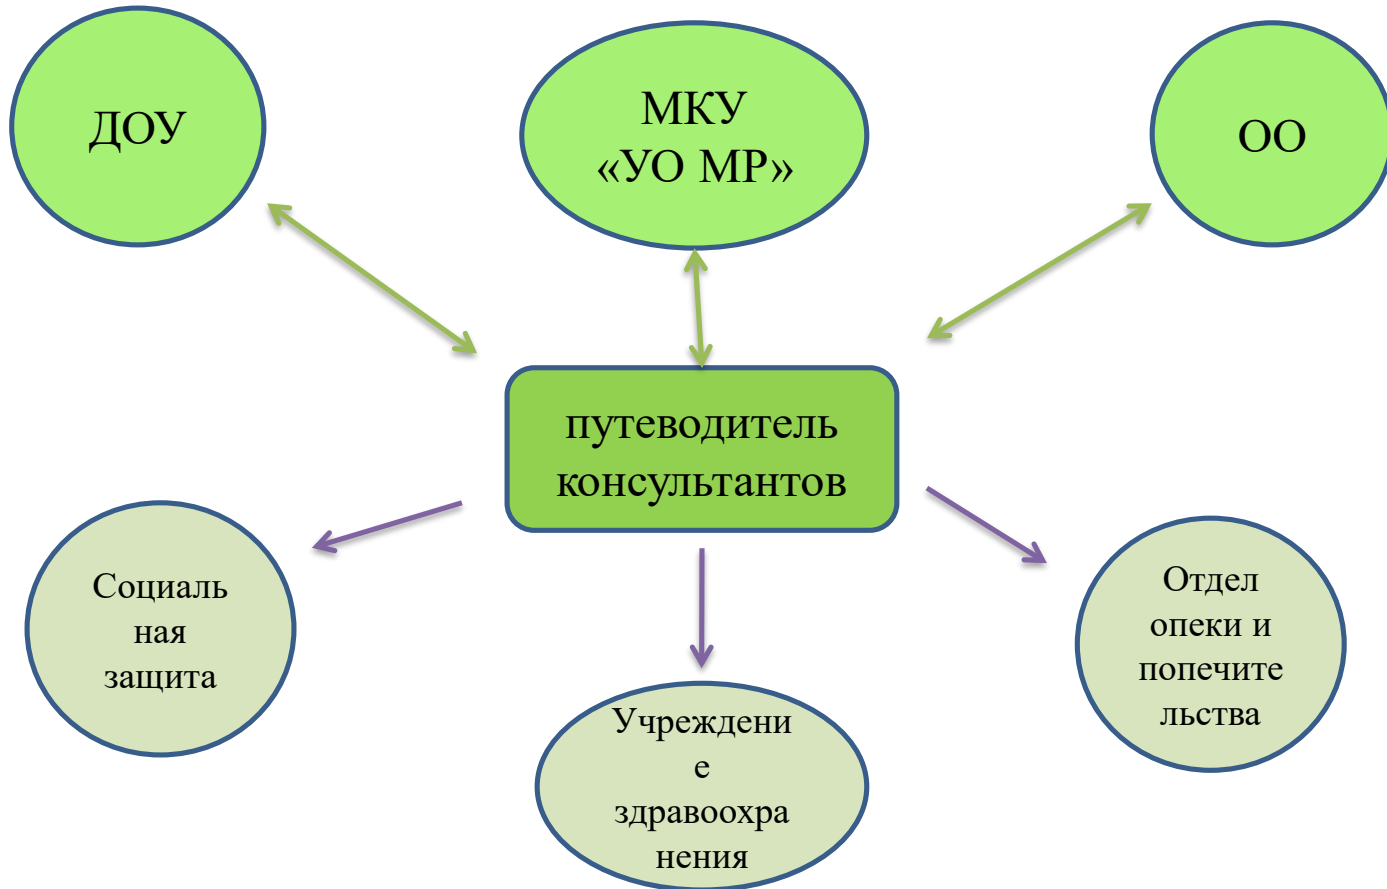 ДОУ
МКУ
«УО МР»
ОО
путеводитель
консультантов
Социаль
ная
защита
Учреждени
е
здравоохра
нения
Отдел
опеки и
попечите
льства